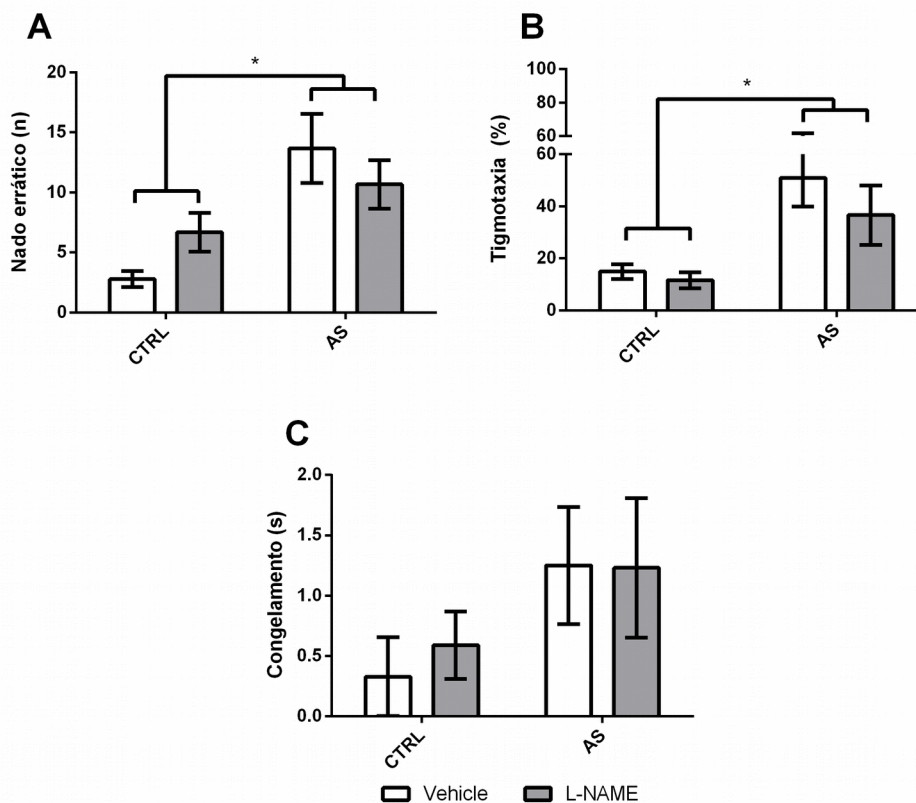 A
Nado errático (n)
20
15
10
5
0
*
CTRL
AS
B
Tigmotaxia (%)
100
80
60
60
40
20
0
*
CTRL
AS
C
Congelamento (s)
2.0
1.5
1.0
0.5
0.0
CTRL
AS
Vehicle
L-NAME